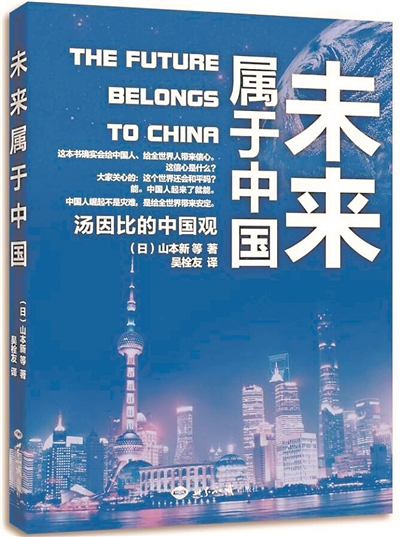 未来
属于中国
THE FUTURE
BELONGS
TO CHINA
这本书确实会给中国人、给全世界人带来信心。
这信心是什么？
大家关心的：这个世界还会和平吗？
能。中国人起来了就能。
中国人崛起不是灾难，是给全世界带来安定。
汤因比的中国观
（日）山本新 等 著
吴栓友 译
未来属于中国
（日）山本新 等 著
吴栓友 译